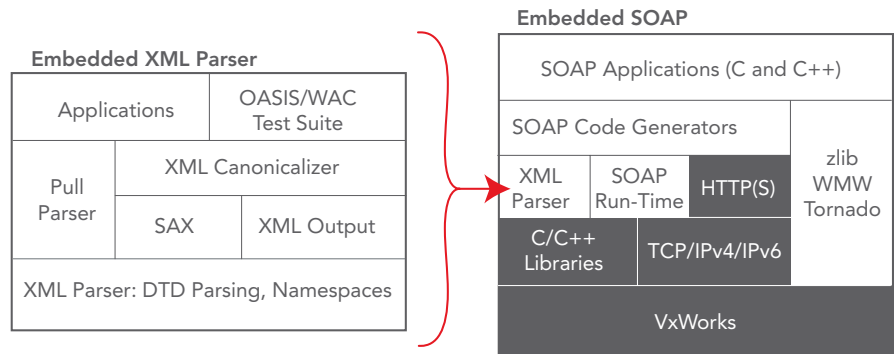 Embedded XML Parser
Applications
OASIS/WAC
Test Suite
Pull
Parser
XML Canonicalizer
SAX
XML Output
XML Parser: DTD Parsing, Namespaces
Embedded SOAP
SOAP Applications (C and C++)
SOAP Code Generators
zlib
WMW
Tornado
XML
Parser
SOAP
Run-Time
HTTP(S)
C/C++
Libraries
TCP/IPv4/IPv6
VxWorks